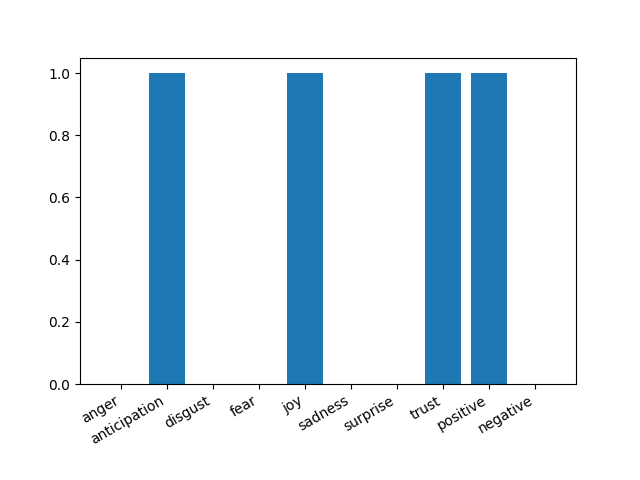 1.0
0.8
0.6
0.4
0.2
0.0
anger
anticipation
disgust
fear
joy
sadness
surprise
trust
positive
negative